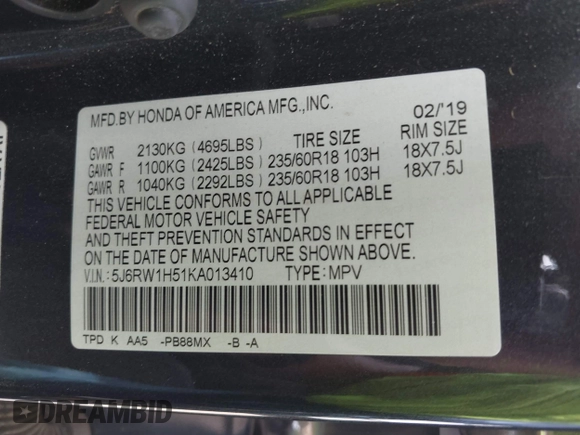 MFD.BY HONDA OF AMERICA MFG.,INC. 02/'19
GVWR 2130KG (4695LBS) TIRE SIZE RIM SIZE
GAWR F 1100KG (2425LBS) 235/60R18 103H 18X7.5J
GAWR R 1040KG (2292LBS) 235/60R18 103H 18X7.5J
THIS VEHICLE CONFORMS TO ALL APPLICABLE
FEDERAL MOTOR VEHICLE SAFETY
AND THEFT PREVENTION STANDARDS IN EFFECT
ON THE DATE OF MANUFACTURE SHOWN ABOVE.
V.I.N.: 5J6RW1H51KA013410 TYPE: MPV
TPD K AA5 -PB88MX -B -A
DREAMBID